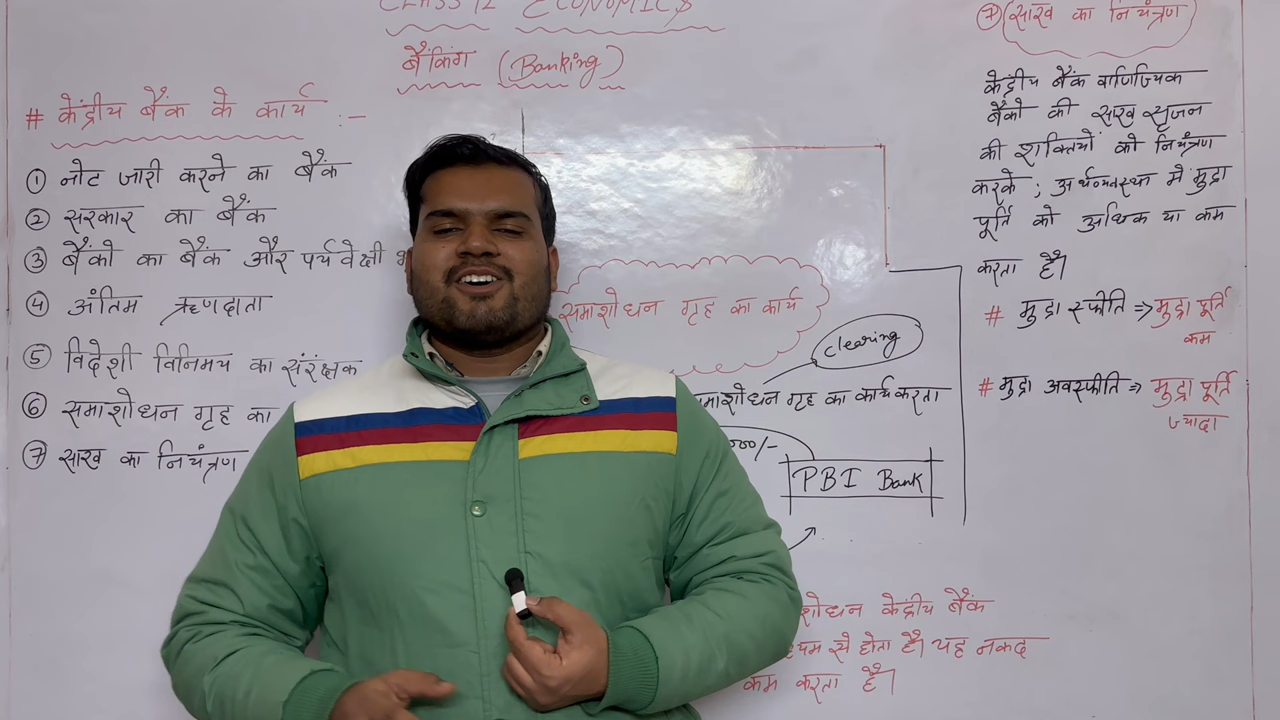 CLASS 12 ECONOMICS
बैंकिंग (Banking)
# केंद्रीय बैंक के कार्य :-
① नोट जारी करने का बैंक
② सरकार का बैंक
③ बैंको का बैंक और पर्यवेक्षी
④ अंतिम ऋणदाता
⑤ विदेशी विनिमय का संरंक्षक
⑥ समाशोधन गृह का
⑦ साख का नियंत्रण
समाशोधन गृह का कार्य
clearing
समाशोधन गृह का कार्य करता
PBI Bank
शोधन केंद्रीय बैंक
से होता है। यह नकद
कम करता है।
⑦ साख का नियंत्रण
केंद्रीय बैंक वाणिज्यिक
बैंको की साख सृजन
की शक्तियों को नियंत्रण
करके ; अर्थव्यवस्था में मुद्रा
पूर्ति को अधिक या कम
करता है।
# मुद्रा स्फीति ⇒ मुद्रा पूर्ति
कम
# मुद्रा अवस्फीति ⇒ मुद्रा पूर्ति
ज्यादा